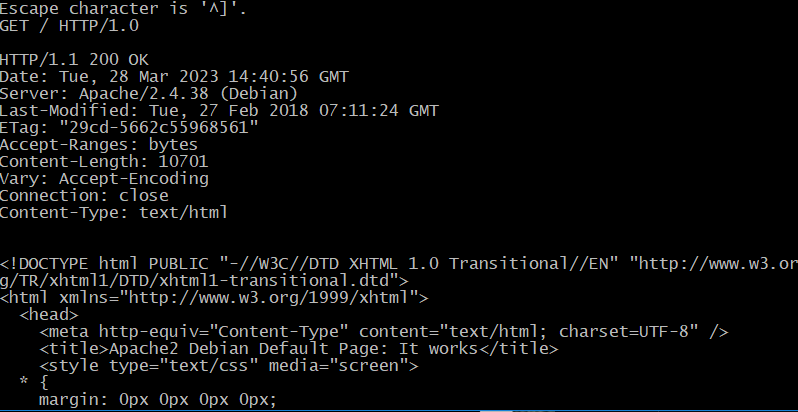 Escape character is '^]'.
GET / HTTP/1.0

HTTP/1.1 200 OK
Date: Tue, 28 Mar 2023 14:40:56 GMT
Server: Apache/2.4.38 (Debian)
Last-Modified: Tue, 27 Feb 2018 07:11:24 GMT
ETag: "29cd-5662c55968561"
Accept-Ranges: bytes
Content-Length: 10701
Vary: Accept-Encoding
Connection: close
Content-Type: text/html


<!DOCTYPE html PUBLIC "-//W3C//DTD XHTML 1.0 Transitional//EN" "http://www.w3.or
g/TR/xhtml1/DTD/xhtml1-transitional.dtd">
<html xmlns="http://www.w3.org/1999/xhtml">
  <head>
    <meta http-equiv="Content-Type" content="text/html; charset=UTF-8" />
    <title>Apache2 Debian Default Page: It works</title>
    <style type="text/css" media="screen">
  * {
    margin: 0px 0px 0px 0px;